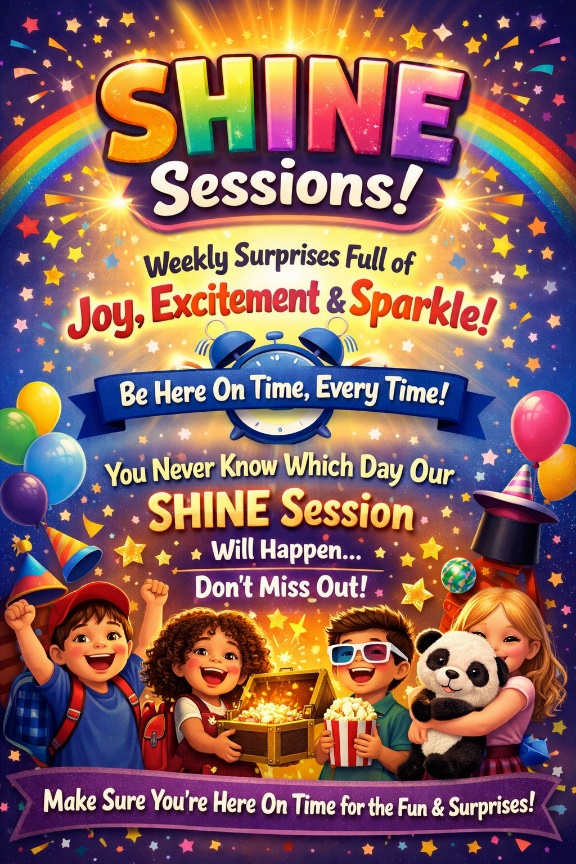 SHINE
Sessions!
Weekly Surprises Full of
Joy, Excitement & Sparkle!
Be Here On Time, Every Time!
You Never Know Which Day Our
SHINE Session
Will Happen...
Don't Miss Out!
Make Sure You're Here On Time for the Fun & Surprises!